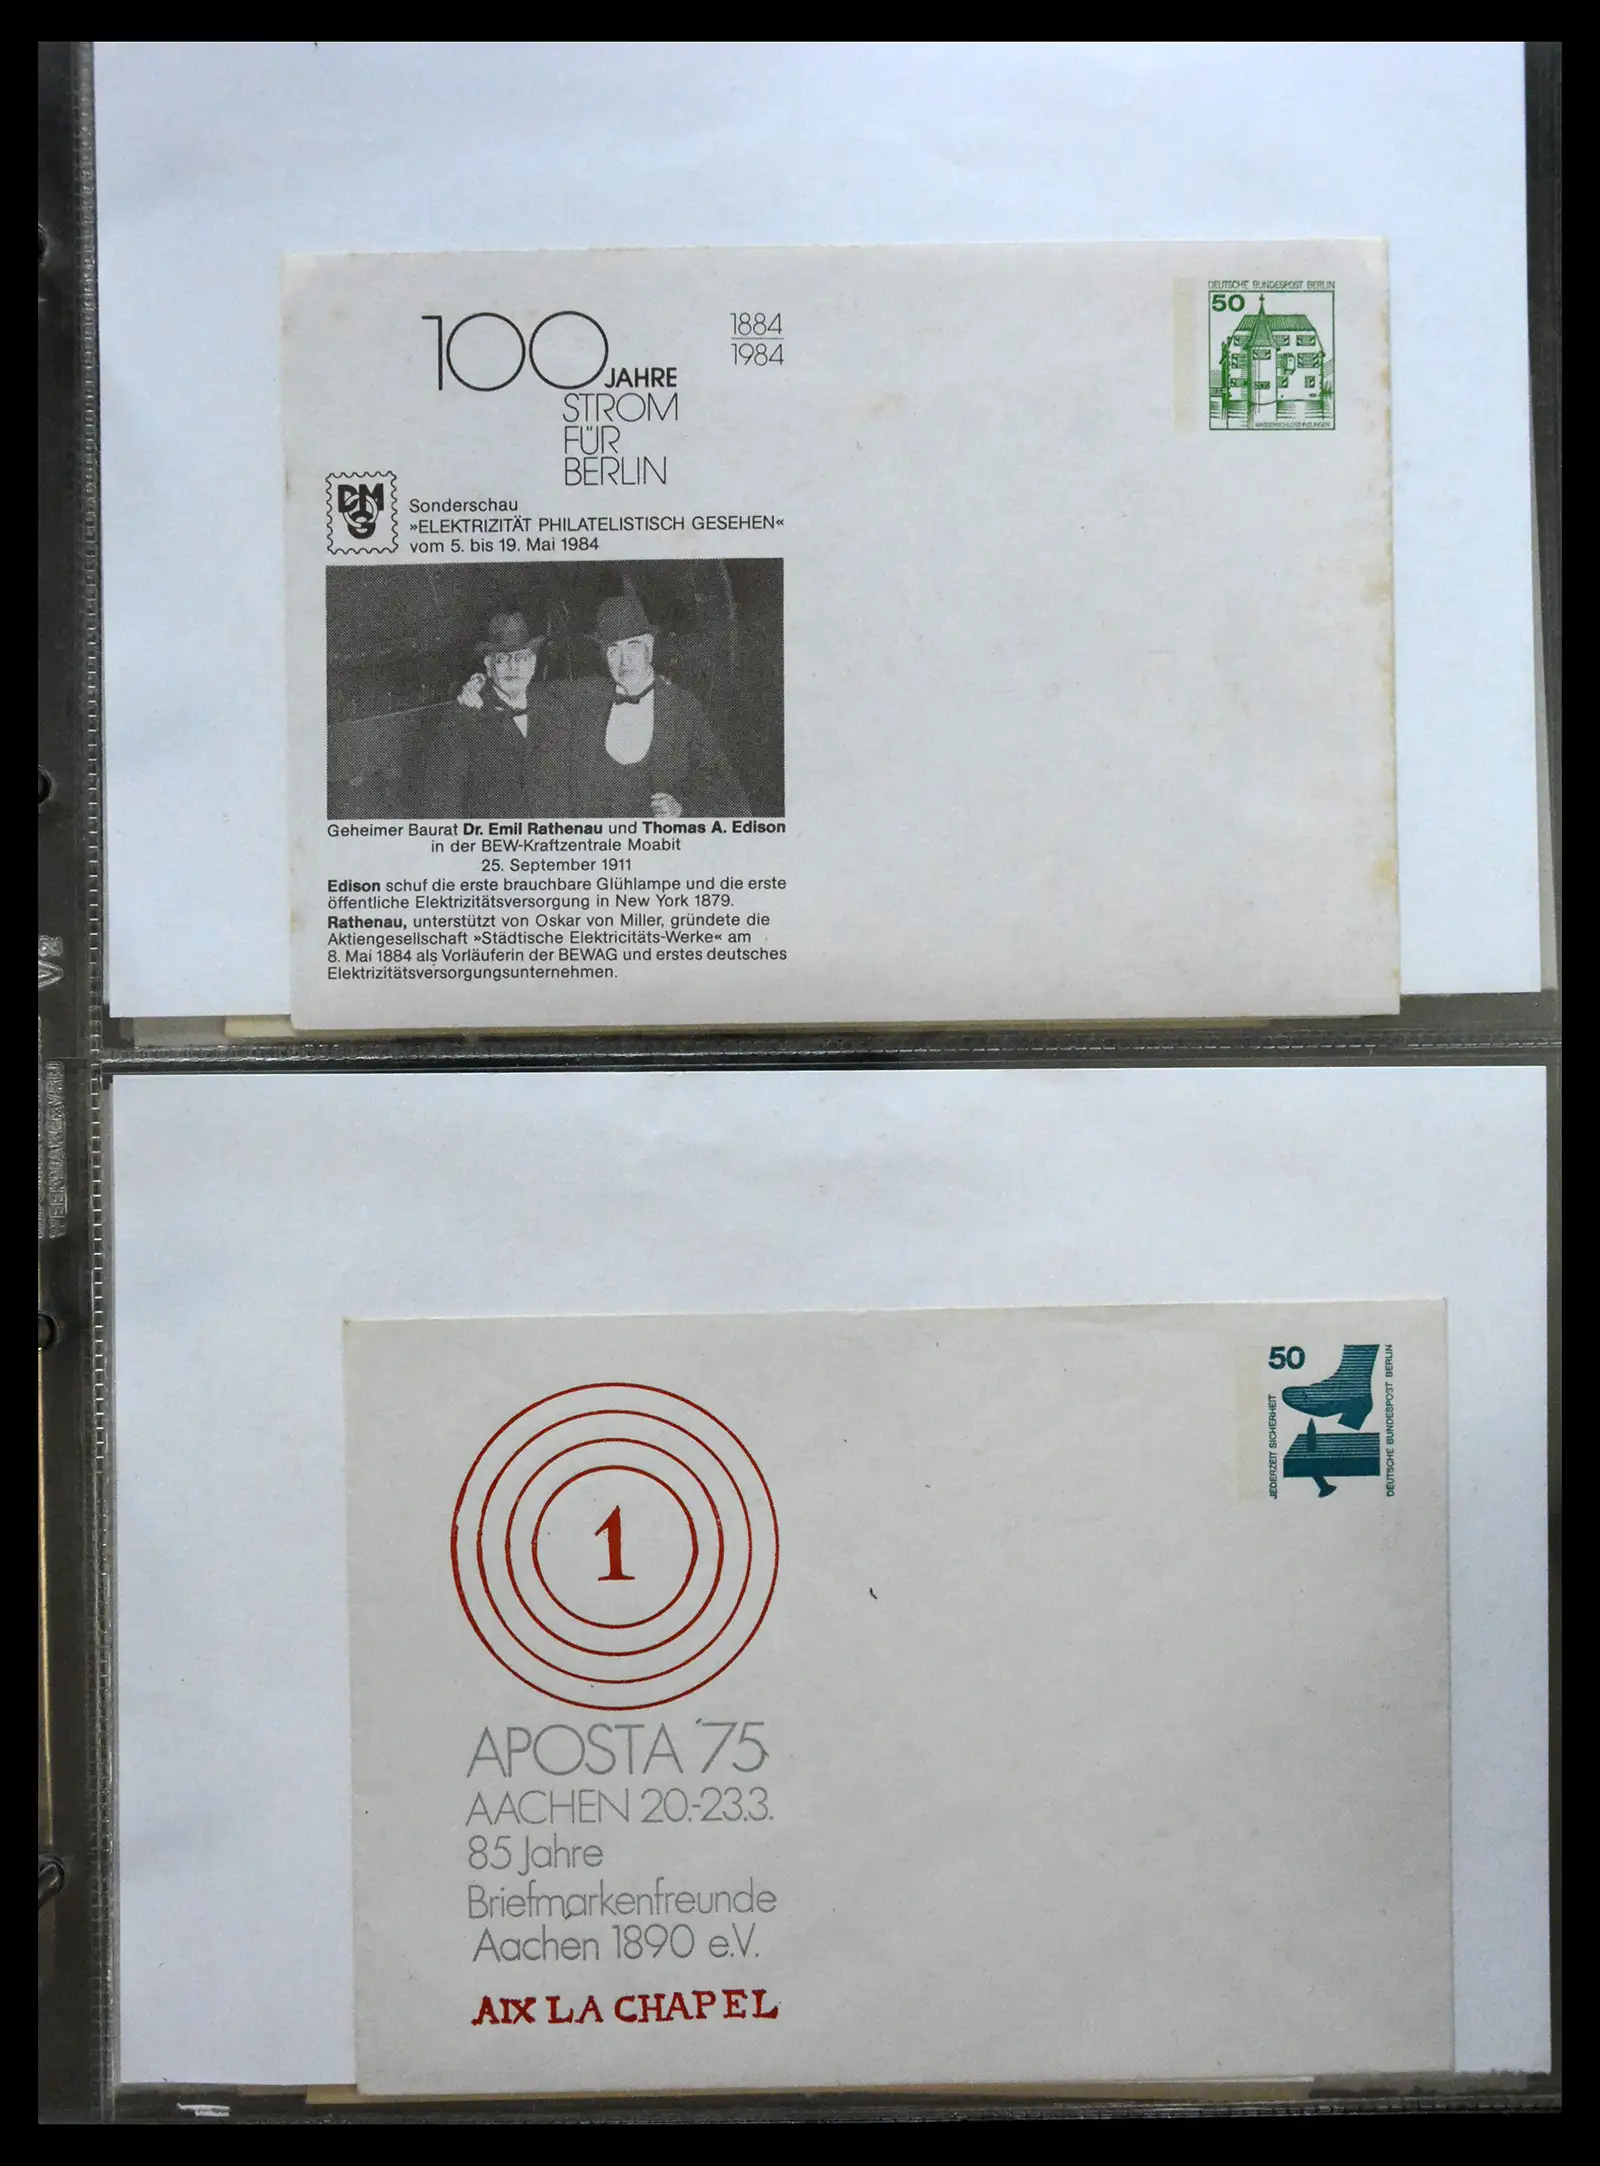 100 JAHRE
STROM
FÜR
BERLIN
1884
1984
DEUTSCHE BUNDESPOST BERLIN
50
WASSERSCHLOSS INZLINGEN
DMSG
Sonderschau
»ELEKTRIZITÄT PHILATELISTISCH GESEHEN«
vom 5. bis 19. Mai 1984
Geheimer Baurat Dr. Emil Rathenau und Thomas A. Edison
in der BEW-Kraftzentrale Moabit
25. September 1911
Edison schuf die erste brauchbare Glühlampe und die erste
öffentliche Elektrizitätsversorgung in New York 1879.
Rathenau, unterstützt von Oskar von Miller, gründete die
Aktiengesellschaft »Städtische Elektricitäts-Werke« am
8. Mai 1884 als Vorläuferin der BEWAG und erstes deutsches
Elektrizitätsversorgungsunternehmen.
50
JEDERZEIT SICHERHEIT
DEUTSCHE BUNDESPOST BERLIN
1
APOSTA '75
AACHEN 20.-23.3.
85 Jahre
Briefmarkenfreunde
Aachen 1890 e.V.
AIX LA CHAPEL